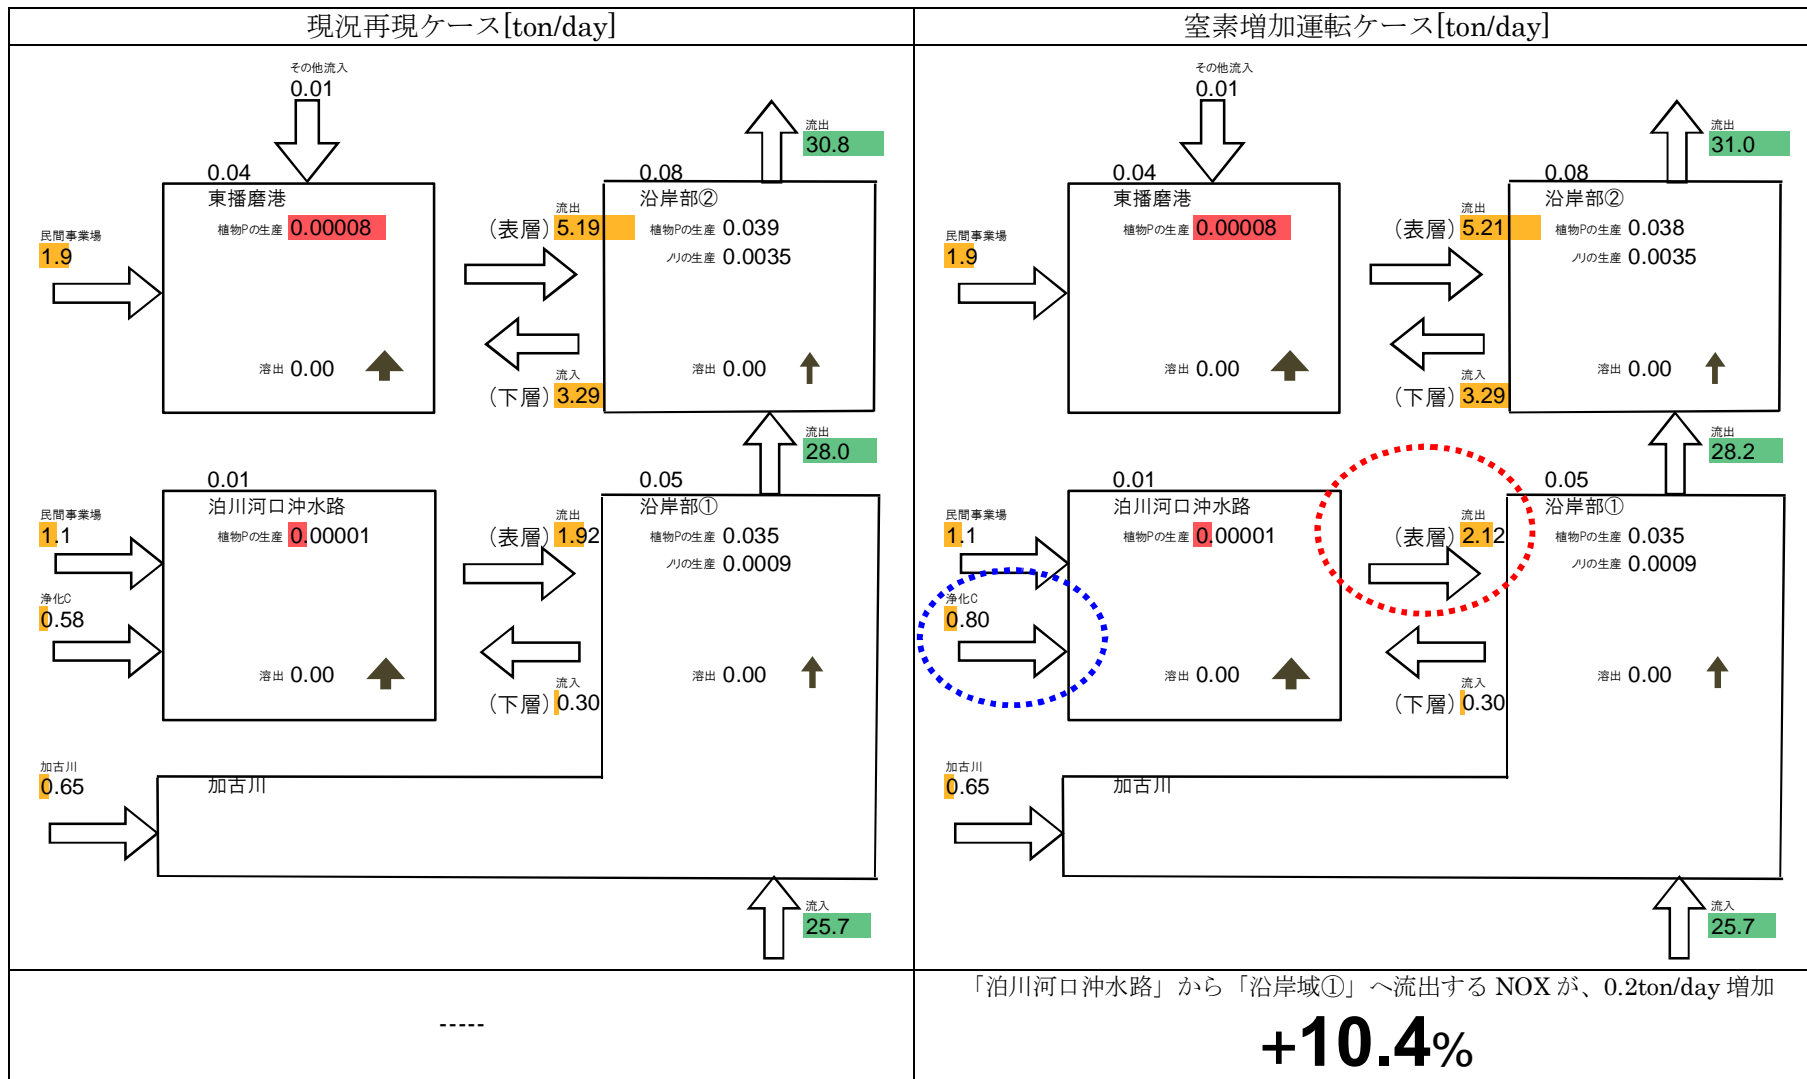 現況再現ケース[ton/day]
その他流入
0.01
流出
30.8
0.04
東播磨港
植物Pの生産 0.00008
民間事業場
1.9
溶出 0.00
流出
(表層) 5.19
流入
(下層) 3.29
0.08
沿岸部②
植物Pの生産 0.039
ノリの生産 0.0035
溶出 0.00
流出
28.0
0.01
泊川河口沖水路
植物Pの生産 0.00001
民間事業場
1.1
浄化C
0.58
溶出 0.00
流出
(表層) 1.92
流入
(下層) 0.30
0.05
沿岸部①
植物Pの生産 0.035
ノリの生産 0.0009
溶出 0.00
加古川
0.65
加古川
流入
25.7
-----
窒素増加運転ケース[ton/day]
その他流入
0.01
流出
31.0
0.04
東播磨港
植物Pの生産 0.00008
民間事業場
1.9
溶出 0.00
流出
(表層) 5.21
流入
(下層) 3.29
0.08
沿岸部②
植物Pの生産 0.038
ノリの生産 0.0035
溶出 0.00
流出
28.2
0.01
泊川河口沖水路
植物Pの生産 0.00001
民間事業場
1.1
浄化C
0.80
溶出 0.00
流出
(表層) 2.12
流入
(下層) 0.30
0.05
沿岸部①
植物Pの生産 0.035
ノリの生産 0.0009
溶出 0.00
加古川
0.65
加古川
流入
25.7
「泊川河口沖水路」から「沿岸域①」へ流出する NOX が、0.2ton/day 増加
+10.4%